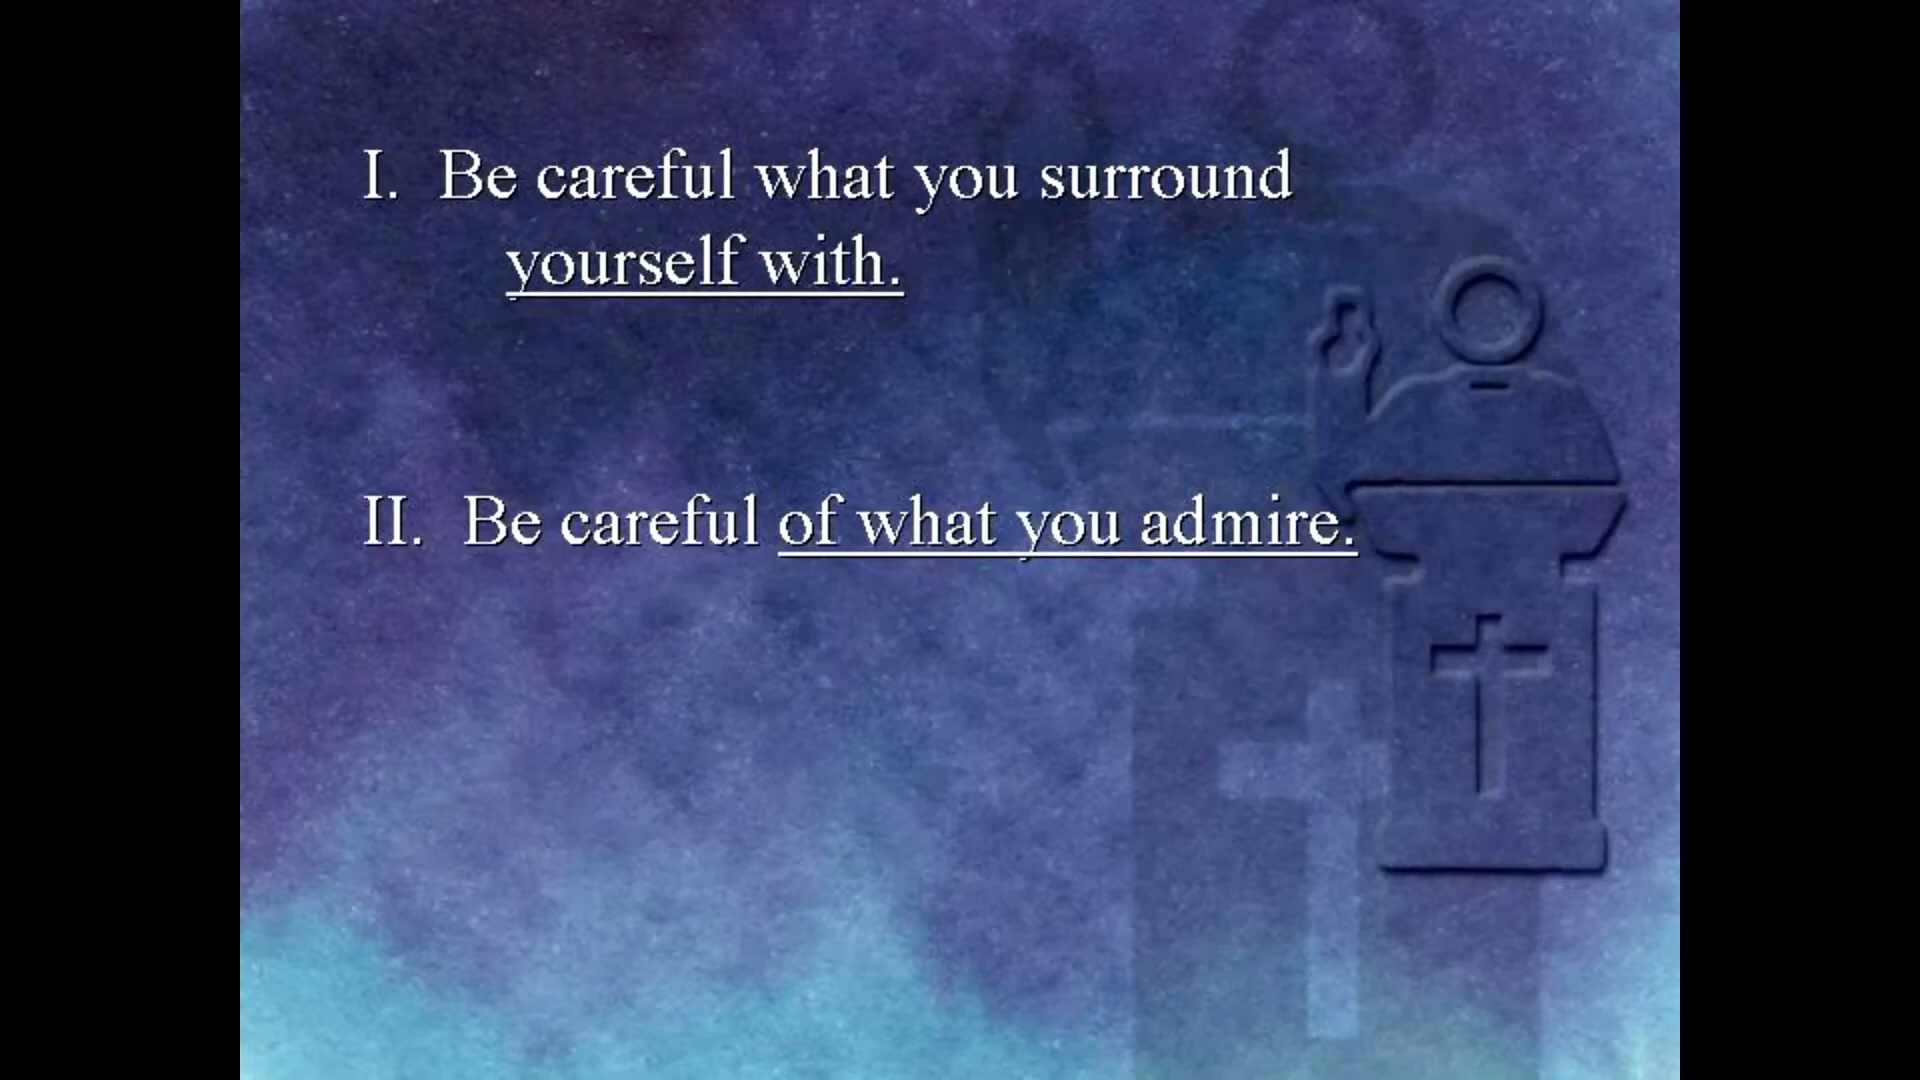 I. Be careful what you surround
yourself with.
II. Be careful of what you admire.